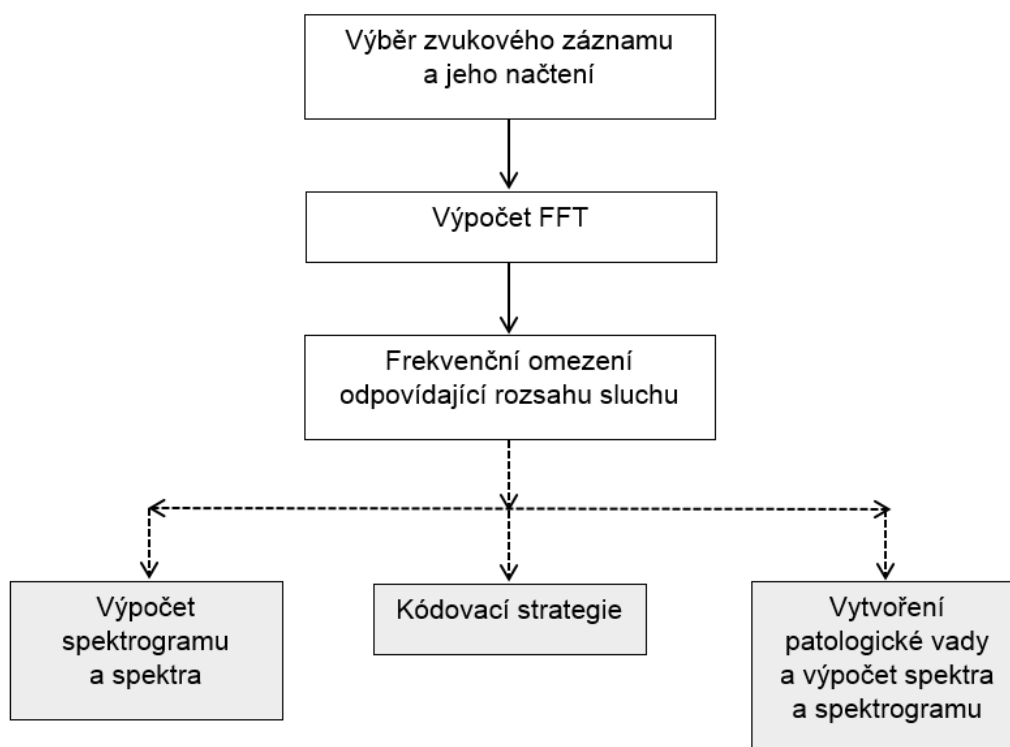 Výběr zvukového záznamu
a jeho načtení
Výpočet FFT
Frekvenční omezení
odpovídající rozsahu sluchu
Výpočet
spektrogramu
a spektra
Kódovací strategie
Vytvoření
patologické vady
a výpočet spektra
a spektrogramu